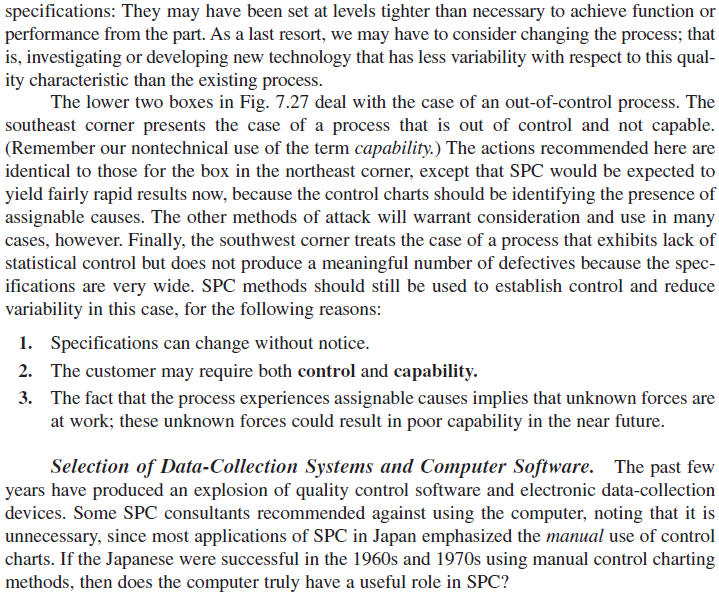 specifications: They may have been set at levels tighter than necessary to achieve function or
performance from the part. As a last resort, we may have to consider changing the process; that
is, investigating or developing new technology that has less variability with respect to this qual-
ity characteristic than the existing process.
The lower two boxes in Fig. 7.27 deal with the case of an out-of-control process. The
southeast corner presents the case of a process that is out of control and not capable.
(Remember our nontechnical use of the term capability.) The actions recommended here are
identical to those for the box in the northeast corner, except that SPC would be expected to
yield fairly rapid results now, because the control charts should be identifying the presence of
assignable causes. The other methods of attack will warrant consideration and use in many
cases, however. Finally, the southwest corner treats the case of a process that exhibits lack of
statistical control but does not produce a meaningful number of defectives because the spec-
ifications are very wide. SPC methods should still be used to establish control and reduce
variability in this case, for the following reasons:
1. Specifications can change without notice.
2. The customer may require both control and capability.
3. The fact that the process experiences assignable causes implies that unknown forces are
at work; these unknown forces could result in poor capability in the near future.
Selection of Data-Collection Systems and Computer Software. The past few
years have produced an explosion of quality control software and electronic data-collection
devices. Some SPC consultants recommended against using the computer, noting that it is
unnecessary, since most applications of SPC in Japan emphasized the manual use of control
charts. If the Japanese were successful in the 1960s and 1970s using manual control charting
methods, then does the computer truly have a useful role in SPC?